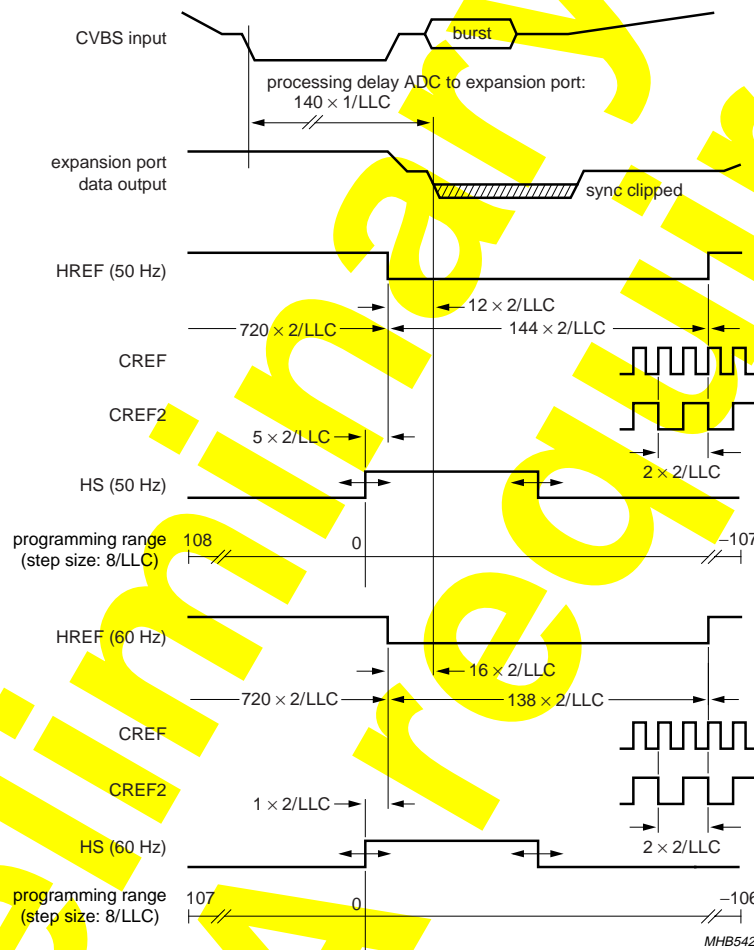 CVBS input
burst
processing delay ADC to expansion port:
140 × 1/LLC
expansion port
data output
sync clipped
HREF (50 Hz)
12 × 2/LLC
720 × 2/LLC
144 × 2/LLC
CREF
CREF2
5 × 2/LLC
2 × 2/LLC
HS (50 Hz)
programming range
(step size: 8/LLC)
108
0
−107
HREF (60 Hz)
16 × 2/LLC
720 × 2/LLC
138 × 2/LLC
CREF
CREF2
1 × 2/LLC
2 × 2/LLC
HS (60 Hz)
programming range
(step size: 8/LLC)
107
0
−106
MHB542